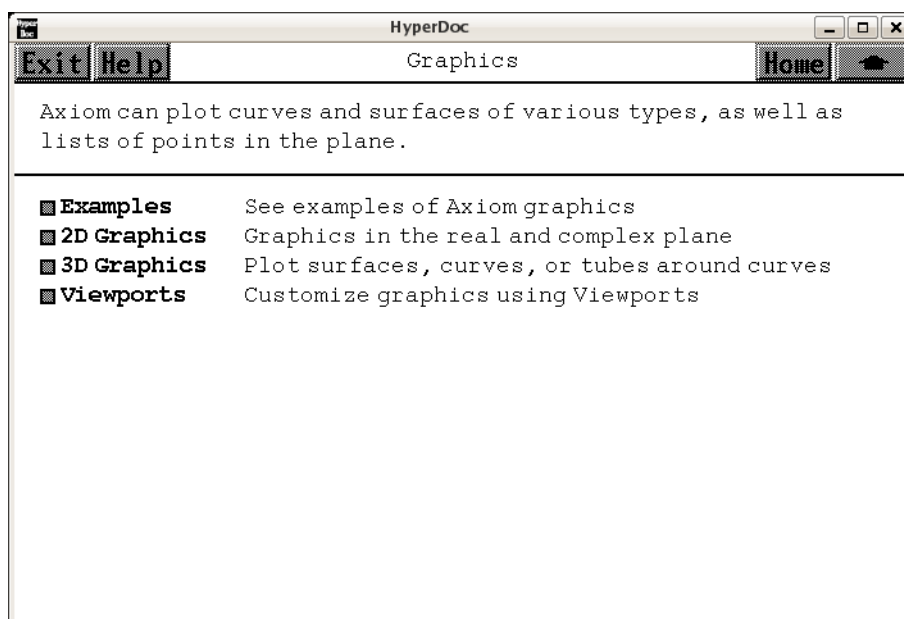 Hyper Doc HyperDoc
Exit Help Graphics Home
Axiom can plot curves and surfaces of various types, as well as
lists of points in the plane.
Examples See examples of Axiom graphics
2D Graphics Graphics in the real and complex plane
3D Graphics Plot surfaces, curves, or tubes around curves
Viewports Customize graphics using Viewports